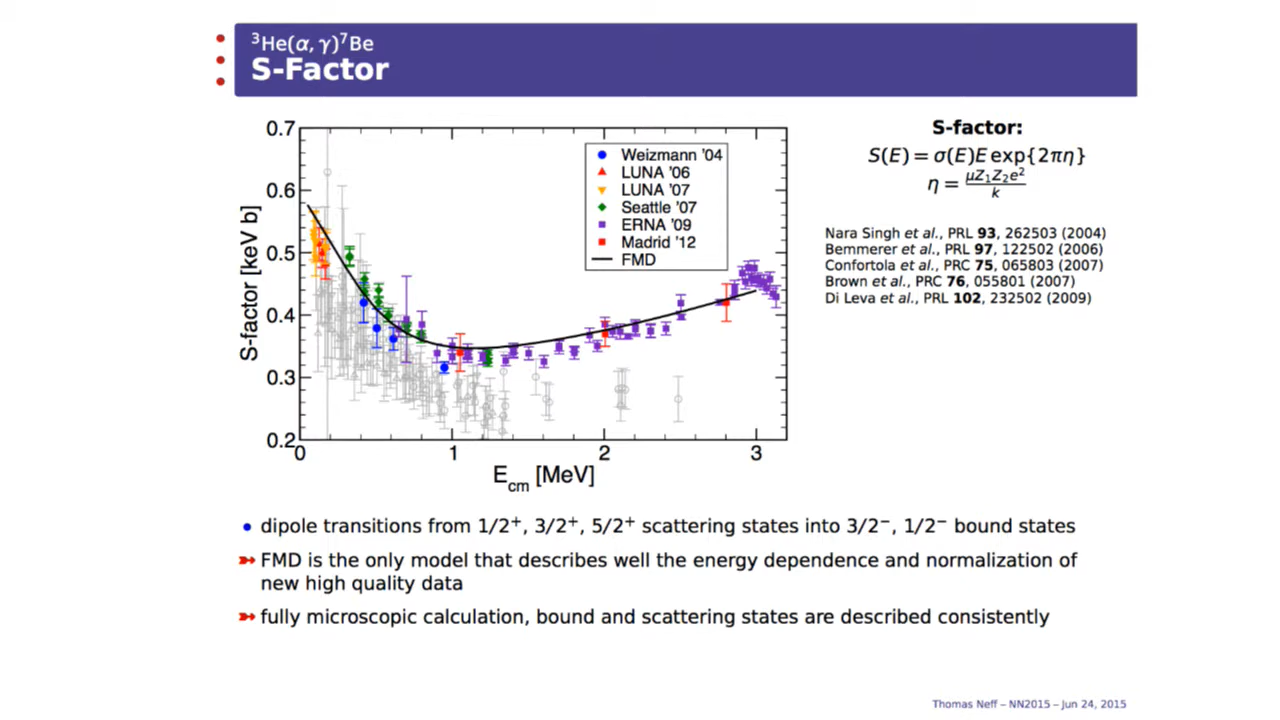 ³He(α, γ)⁷Be
S-Factor
S-factor [keV b]
0.7
0.6
0.5
0.4
0.3
0.2
0
1
2
3
E_cm [MeV]
Weizmann '04
LUNA '06
LUNA '07
Seattle '07
ERNA '09
Madrid '12
FMD
S-factor:
S(E) = σ(E)E exp{2πη}
η = μZ₁Z₂e²/k
Nara Singh et al., PRL 93, 262503 (2004)
Bemmerer et al., PRL 97, 122502 (2006)
Confortola et al., PRC 75, 065803 (2007)
Brown et al., PRC 76, 055801 (2007)
Di Leva et al., PRL 102, 232502 (2009)
• dipole transitions from 1/2⁺, 3/2⁺, 5/2⁺ scattering states into 3/2⁻, 1/2⁻ bound states
FMD is the only model that describes well the energy dependence and normalization of
new high quality data
fully microscopic calculation, bound and scattering states are described consistently
Thomas Neff – NN2015 – Jun 24, 2015